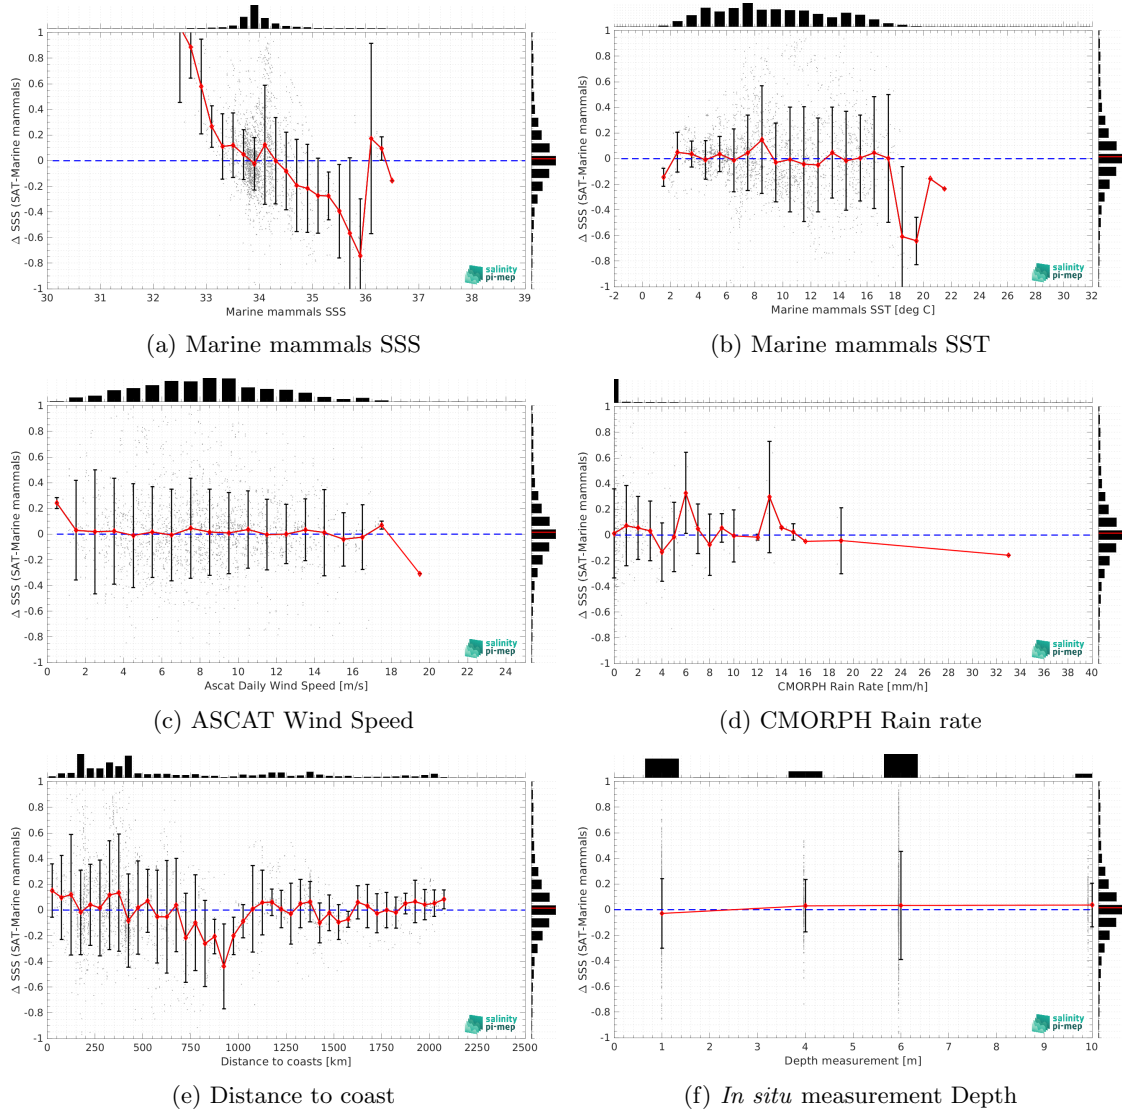 Δ SSS (SAT-Marine mammals)
1
0.8
0.6
0.4
0.2
0
-0.2
-0.4
-0.6
-0.8
-1
salinity
pi-mep
30 31 32 33 34 35 36 37 38 39
Marine mammals SSS
(a) Marine mammals SSS
Δ SSS (SAT-Marine mammals)
1
0.8
0.6
0.4
0.2
0
-0.2
-0.4
-0.6
-0.8
-1
salinity
pi-mep
-2 0 2 4 6 8 10 12 14 16 18 20 22 24 26 28 30 32
Marine mammals SST [deg C]
(b) Marine mammals SST
Δ SSS (SAT-Marine mammals)
1
0.8
0.6
0.4
0.2
0
-0.2
-0.4
-0.6
-0.8
-1
salinity
pi-mep
0 2 4 6 8 10 12 14 16 18 20 22 24
Ascat Daily Wind Speed [m/s]
(c) ASCAT Wind Speed
Δ SSS (SAT-Marine mammals)
1
0.8
0.6
0.4
0.2
0
-0.2
-0.4
-0.6
-0.8
-1
salinity
pi-mep
0 2 4 6 8 10 12 14 16 18 20 22 24 26 28 30 32 34 36 38 40
CMORPH Rain Rate [mm/h]
(d) CMORPH Rain rate
Δ SSS (SAT-Marine mammals)
1
0.8
0.6
0.4
0.2
0
-0.2
-0.4
-0.6
-0.8
-1
salinity
pi-mep
0 250 500 750 1000 1250 1500 1750 2000 2250 2500
Distance to coasts [km]
(e) Distance to coast
Δ SSS (SAT-Marine mammals)
1
0.8
0.6
0.4
0.2
0
-0.2
-0.4
-0.6
-0.8
-1
salinity
pi-mep
0 1 2 3 4 5 6 7 8 9 10
Depth measurement [m]
(f) In situ measurement Depth